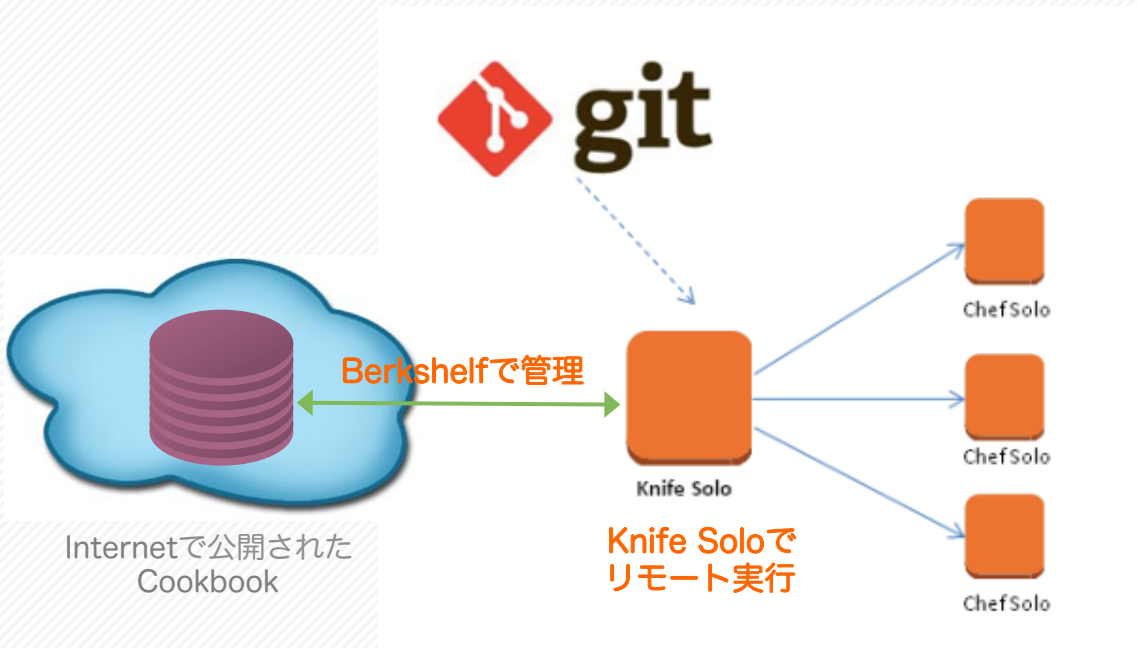 git
ChefSolo
Berkshelfで管理
ChefSolo
Knife Solo
Internetで公開された
Cookbook
Knife Soloで
リモート実行
ChefSolo